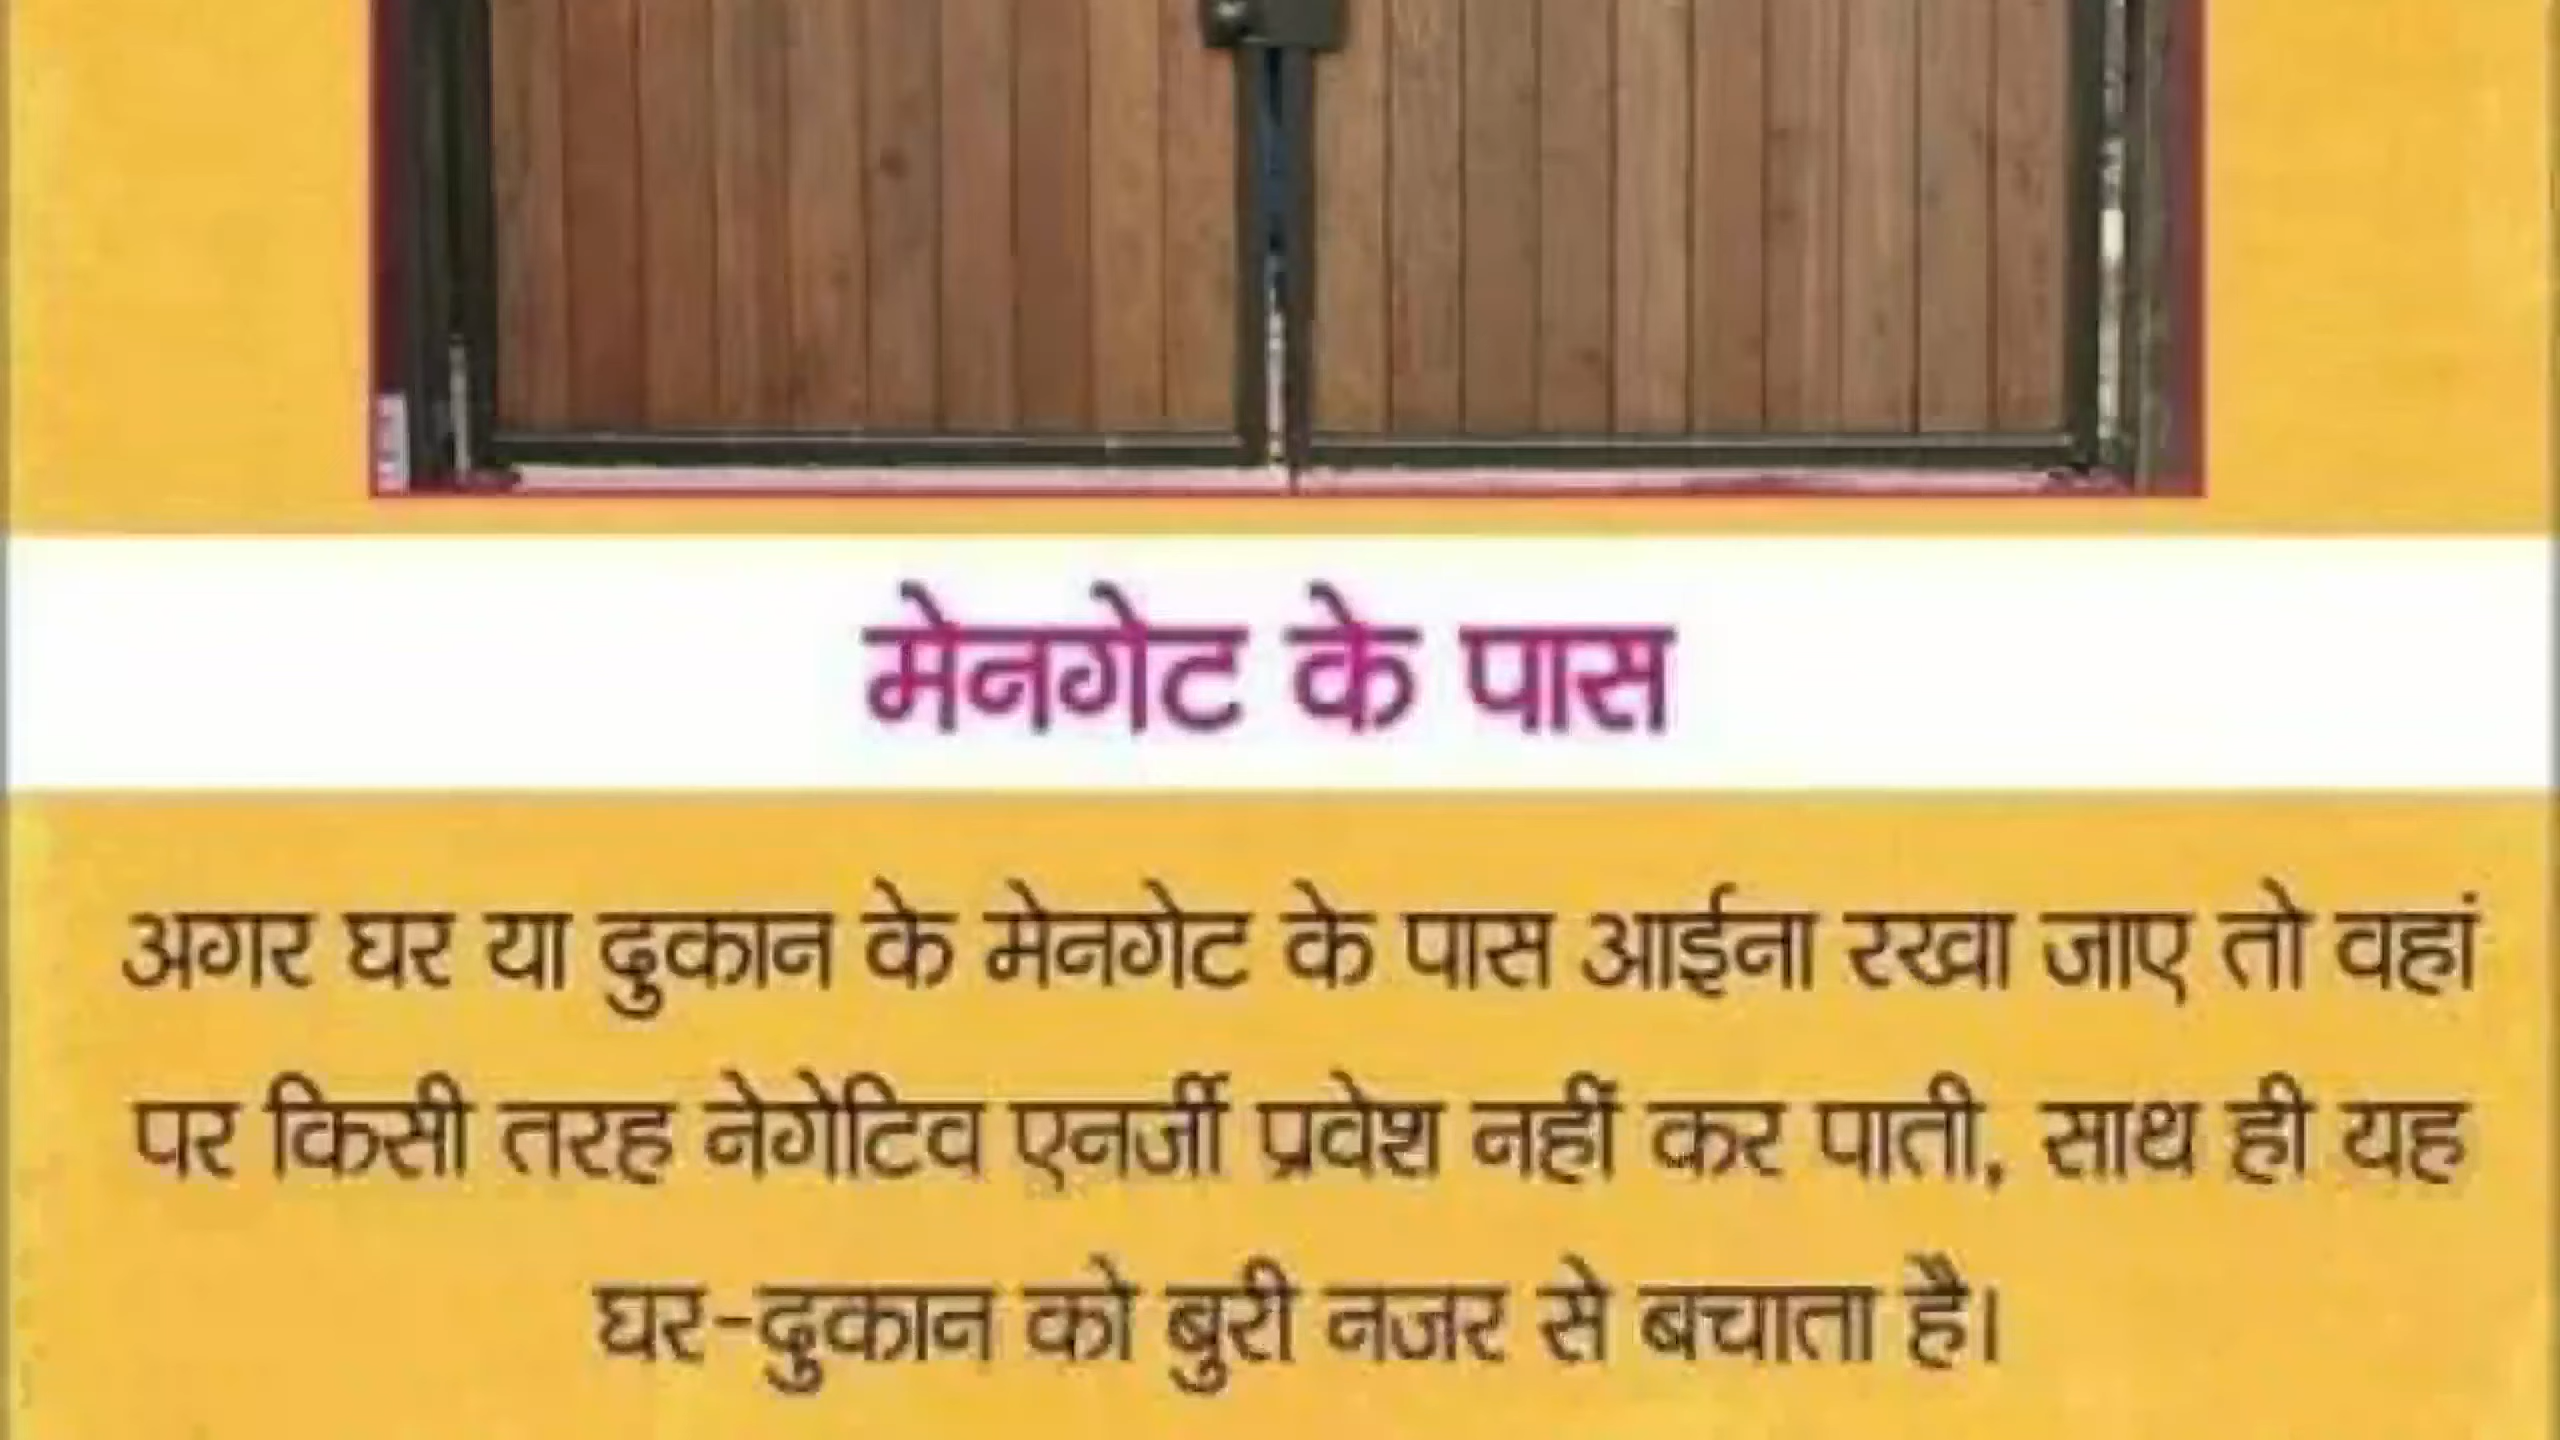 मेनगेट के पास
अगर घर या दुकान के मेनगेट के पास आईना रखा जाए तो वहां
पर किसी तरह नेगेटिव एनर्जी प्रवेश नहीं कर पाती, साथ ही यह
घर-दुकान को बुरी नजर से बचाता है।